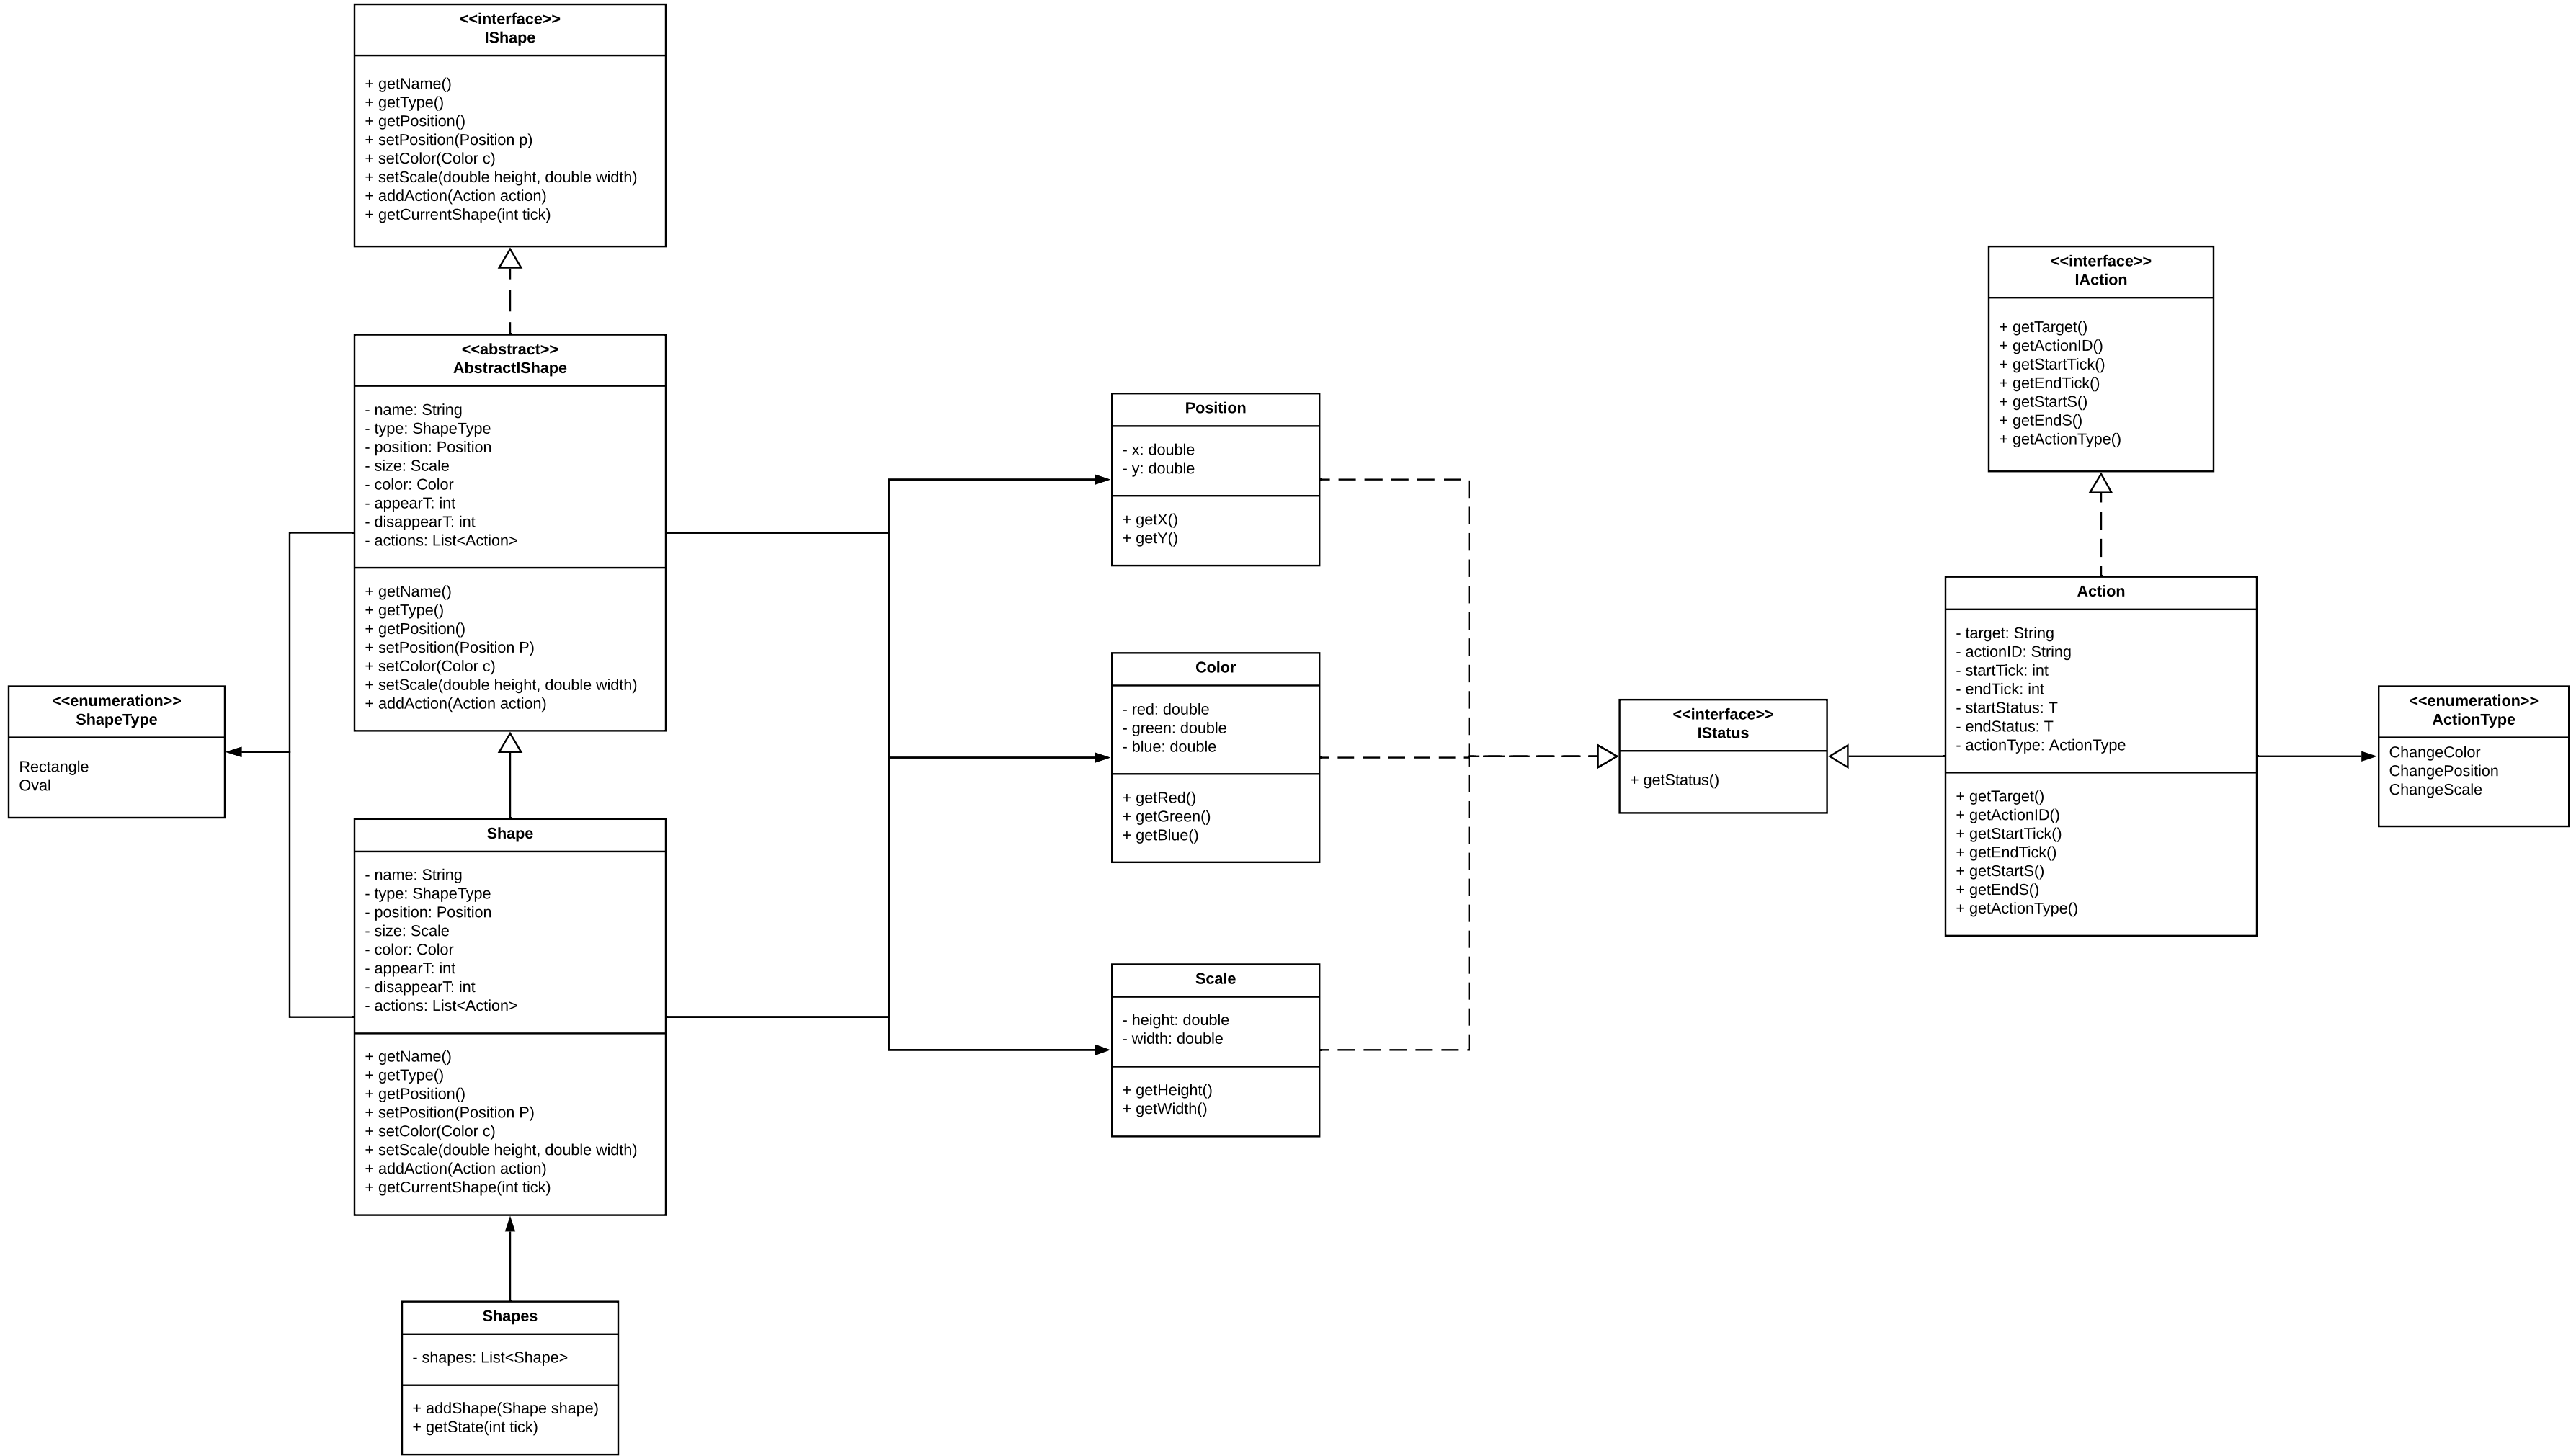 <<interface>>
IShape
+ getName()
+ getType()
+ getPosition()
+ setPosition(Position p)
+ setColor(Color c)
+ setScale(double height, double width)
+ addAction(Action action)
+ getCurrentShape(int tick)
<<abstract>>
AbstractIShape
- name: String
- type: ShapeType
- position: Position
- size: Scale
- color: Color
- appearT: int
- disappearT: int
- actions: List<Action>
+ getName()
+ getType()
+ getPosition()
+ setPosition(Position P)
+ setColor(Color c)
+ setScale(double height, double width)
+ addAction(Action action)
<<enumeration>>
ShapeType
Rectangle
Oval
Shape
- name: String
- type: ShapeType
- position: Position
- size: Scale
- color: Color
- appearT: int
- disappearT: int
- actions: List<Action>
+ getName()
+ getType()
+ getPosition()
+ setPosition(Position P)
+ setColor(Color c)
+ setScale(double height, double width)
+ addAction(Action action)
+ getCurrentShape(int tick)
Shapes
- shapes: List<Shape>
+ addShape(Shape shape)
+ getState(int tick)
Position
- x: double
- y: double
+ getX()
+ getY()
Color
- red: double
- green: double
- blue: double
+ getRed()
+ getGreen()
+ getBlue()
Scale
- height: double
- width: double
+ getHeight()
+ getWidth()
<<interface>>
IStatus
+ getStatus()
<<interface>>
IAction
+ getTarget()
+ getActionID()
+ getStartTick()
+ getEndTick()
+ getStartS()
+ getEndS()
+ getActionType()
Action
- target: String
- actionID: String
- startTick: int
- endTick: int
- startStatus: T
- endStatus: T
- actionType: ActionType
+ getTarget()
+ getActionID()
+ getStartTick()
+ getEndTick()
+ getStartS()
+ getEndS()
+ getActionType()
<<enumeration>>
ActionType
ChangeColor
ChangePosition
ChangeScale